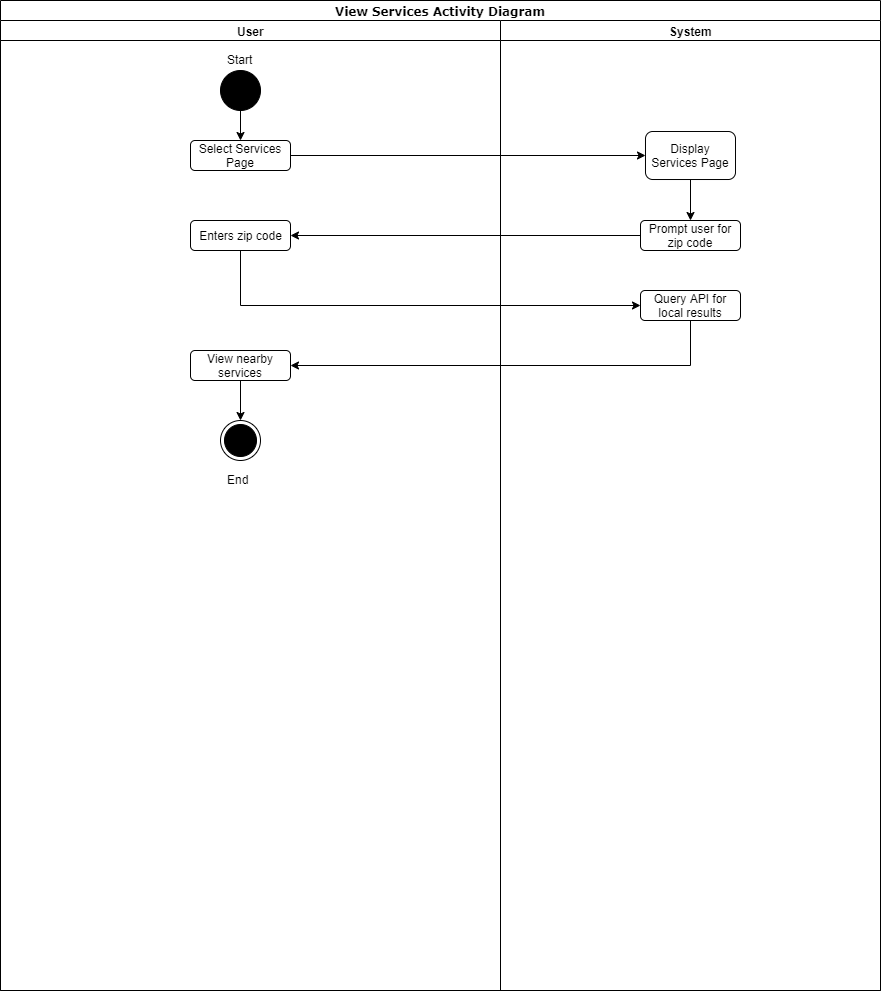 View Services Activity Diagram
User
System
Start
Select Services
Page
Display
Services Page
Enters zip code
Prompt user for
zip code
Query API for
local results
View nearby
services
End